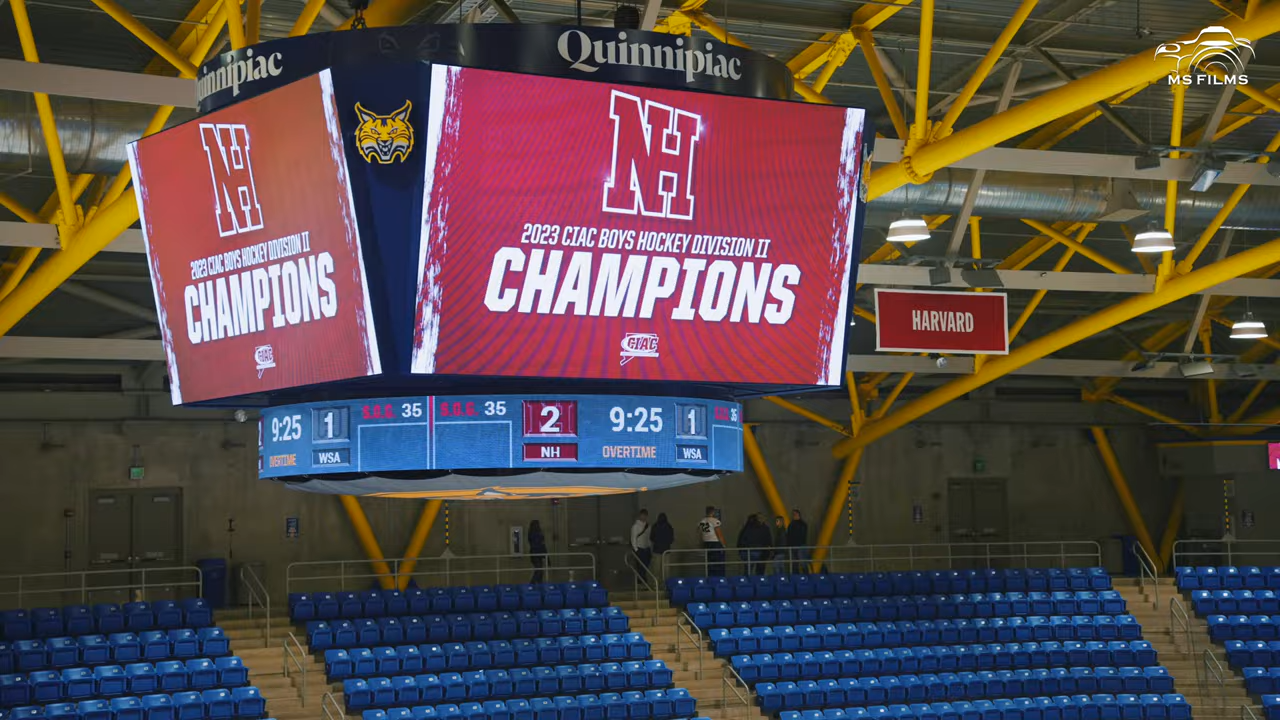 Quinnipiac
Quinnipiac
MS FILMS
NH
2023 CIAC BOYS HOCKEY DIVISION II
CHAMPIONS
CIAC
NH
2023 CIAC BOYS HOCKEY DIVISION II
CHAMPIONS
CIAC
HARVARD
9:25 1 S.O.G. 35 S.O.G. 35 2 9:25 1 S.O.G. 35
OVERTIME WSA NH OVERTIME WSA